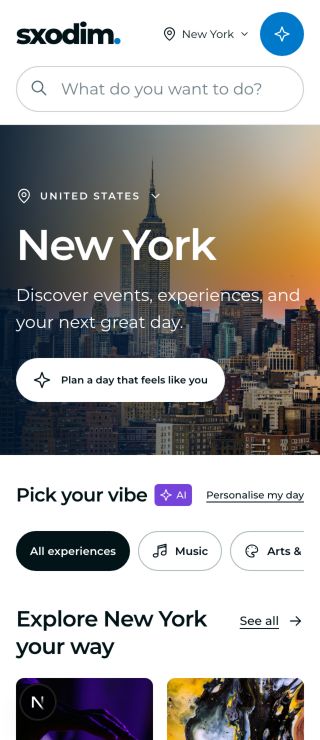 sxodim.
New York
What do you want to do?
UNITED STATES
New York
Discover events, experiences, and
your next great day.
Plan a day that feels like you
Pick your vibe
AI
Personalise my day
All experiences
Music
Arts &
Explore New York
your way
See all
N